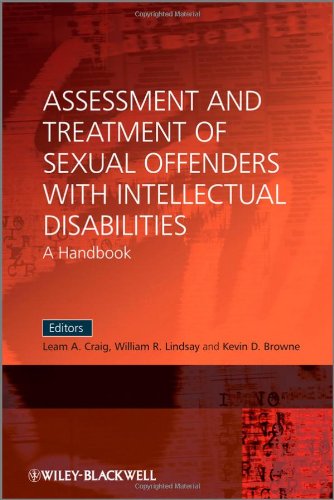 ASSESSMENT AND
TREATMENT OF
SEXUAL OFFENDERS
WITH INTELLECTUAL
DISABILITIES
A Handbook
Editors
Leam A. Craig, William R. Lindsay and Kevin D. Browne
WILEY-BLACKWELL